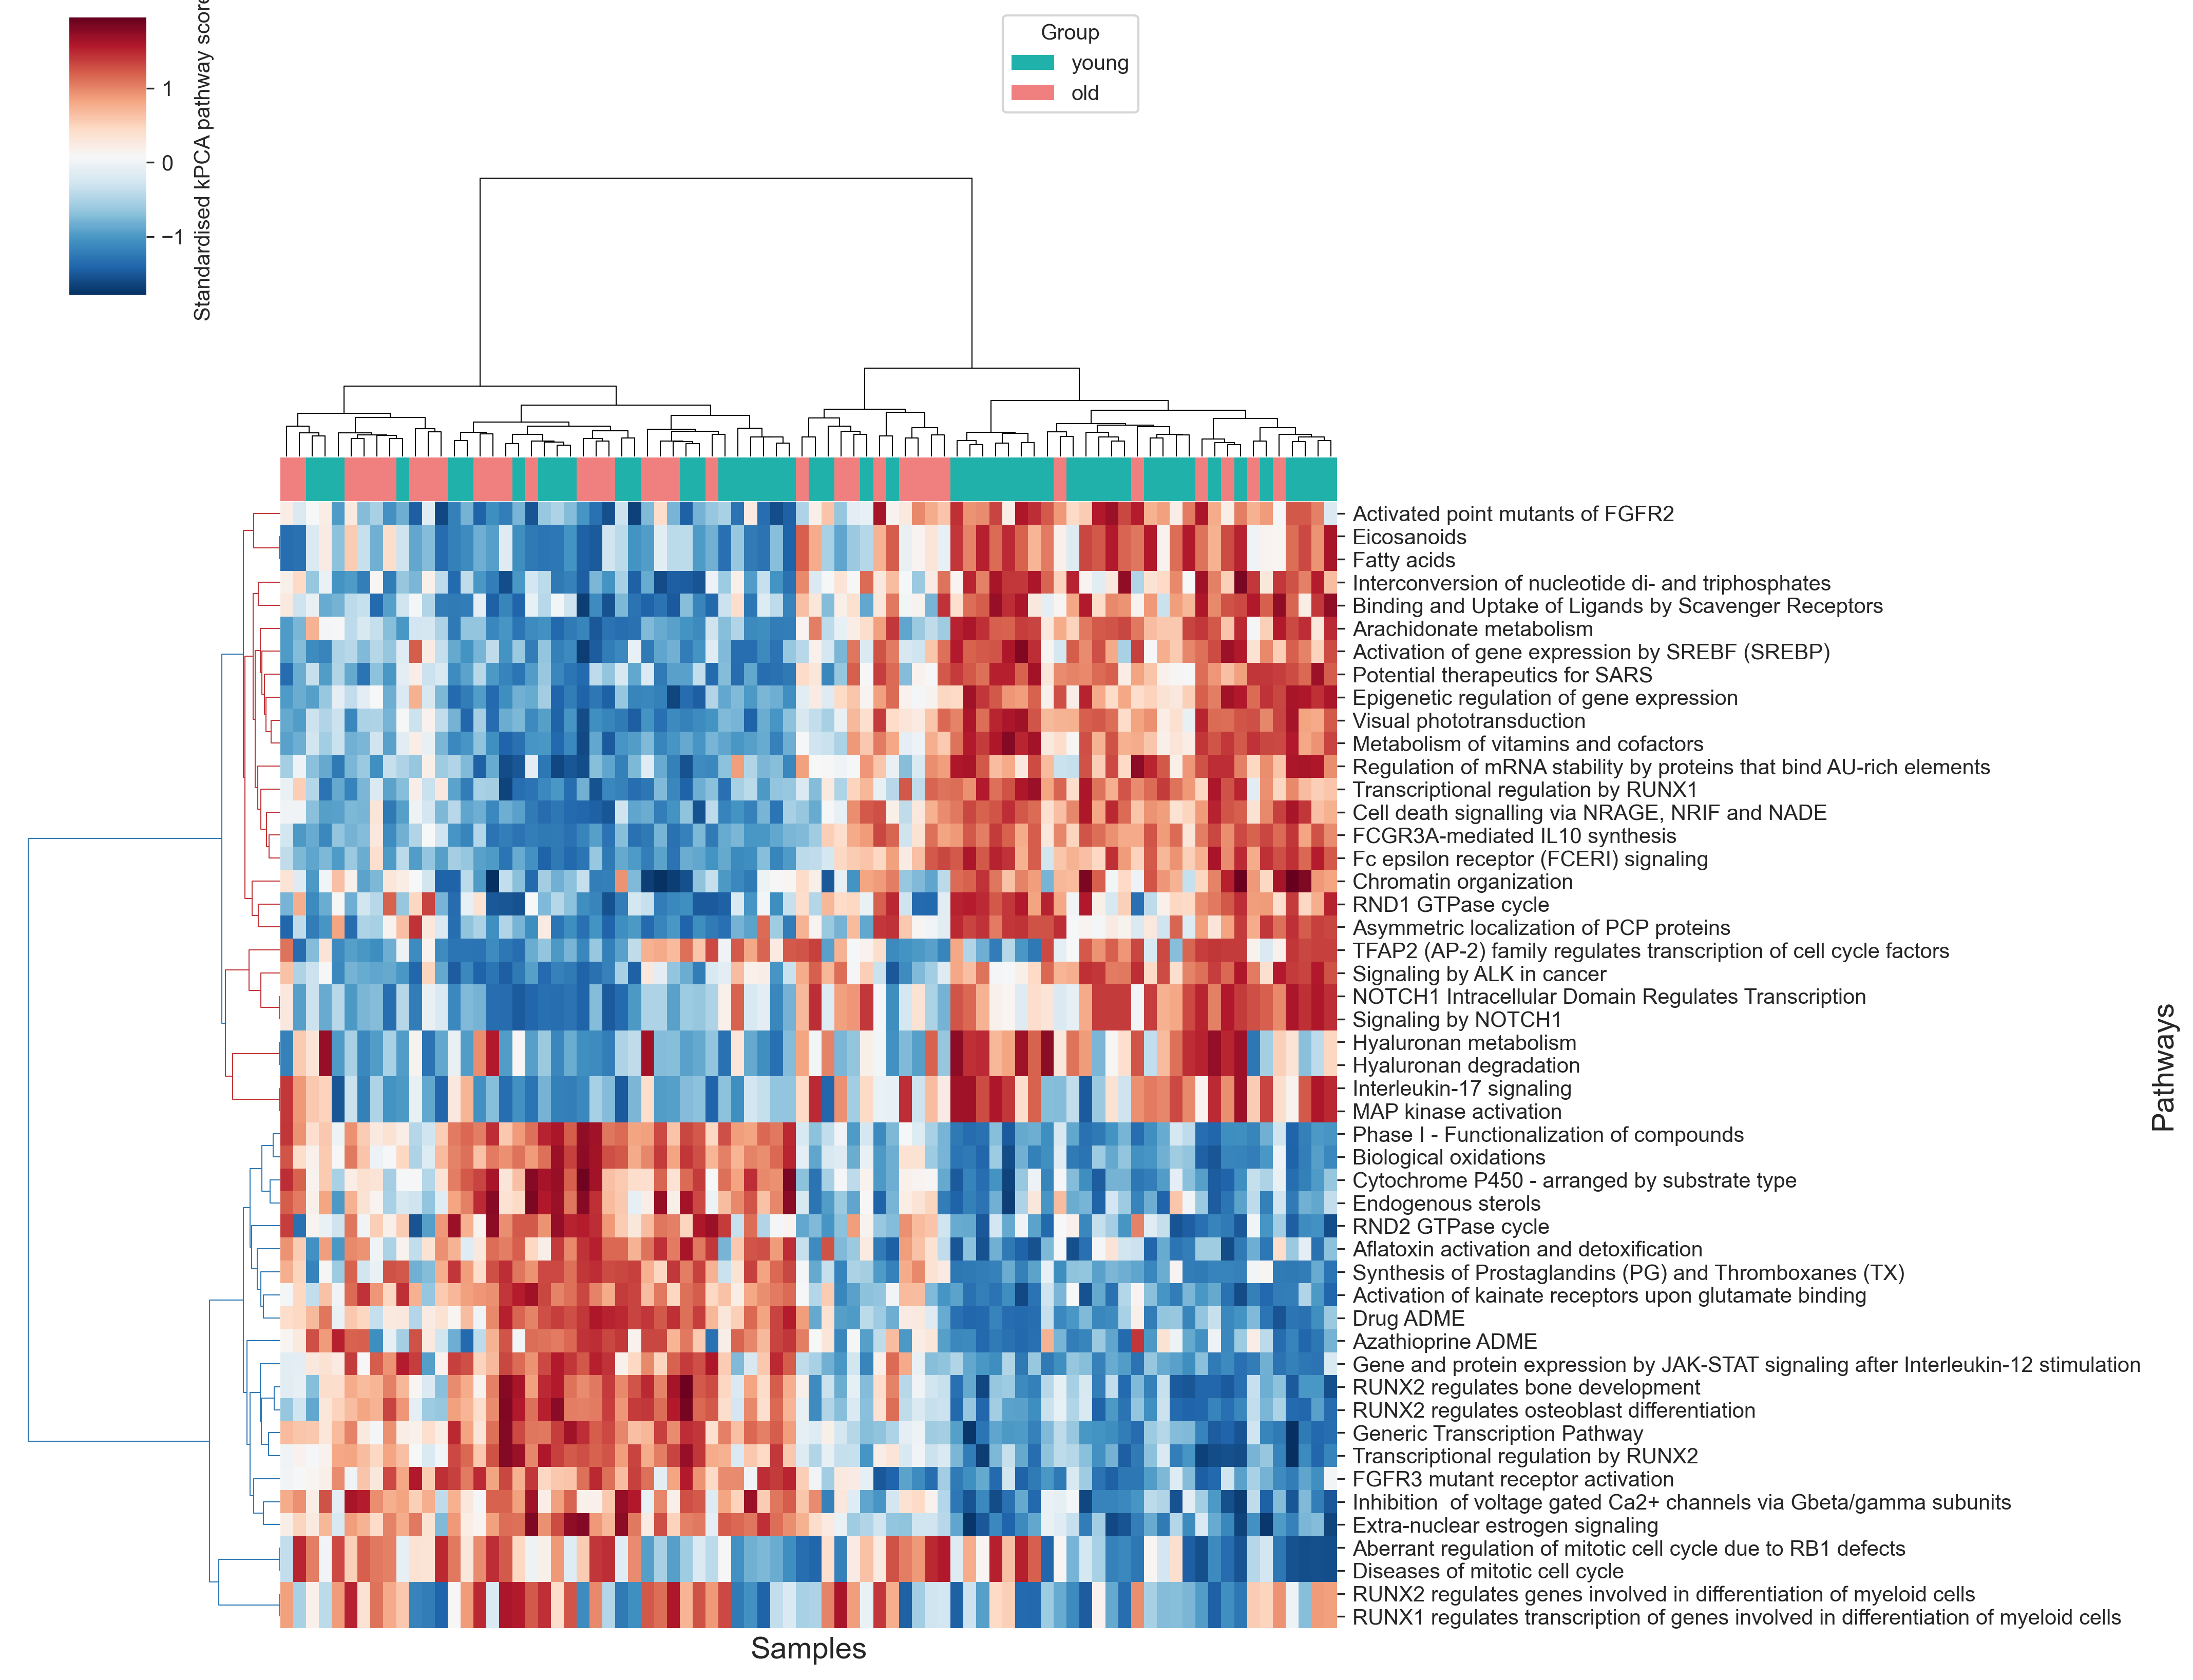 Group
young
old
1
0
−1
Standardised kPCA pathway score
Activated point mutants of FGFR2
Eicosanoids
Fatty acids
Interconversion of nucleotide di- and triphosphates
Binding and Uptake of Ligands by Scavenger Receptors
Arachidonate metabolism
Activation of gene expression by SREBF (SREBP)
Potential therapeutics for SARS
Epigenetic regulation of gene expression
Visual phototransduction
Metabolism of vitamins and cofactors
Regulation of mRNA stability by proteins that bind AU-rich elements
Transcriptional regulation by RUNX1
Cell death signalling via NRAGE, NRIF and NADE
FCGR3A-mediated IL10 synthesis
Fc epsilon receptor (FCERI) signaling
Chromatin organization
RND1 GTPase cycle
Asymmetric localization of PCP proteins
TFAP2 (AP-2) family regulates transcription of cell cycle factors
Signaling by ALK in cancer
NOTCH1 Intracellular Domain Regulates Transcription
Signaling by NOTCH1
Hyaluronan metabolism
Hyaluronan degradation
Interleukin-17 signaling
MAP kinase activation
Phase I - Functionalization of compounds
Biological oxidations
Cytochrome P450 - arranged by substrate type
Endogenous sterols
RND2 GTPase cycle
Aflatoxin activation and detoxification
Synthesis of Prostaglandins (PG) and Thromboxanes (TX)
Activation of kainate receptors upon glutamate binding
Drug ADME
Azathioprine ADME
Gene and protein expression by JAK-STAT signaling after Interleukin-12 stimulation
RUNX2 regulates bone development
RUNX2 regulates osteoblast differentiation
Generic Transcription Pathway
Transcriptional regulation by RUNX2
FGFR3 mutant receptor activation
Inhibition  of voltage gated Ca2+ channels via Gbeta/gamma subunits
Extra-nuclear estrogen signaling
Aberrant regulation of mitotic cell cycle due to RB1 defects
Diseases of mitotic cell cycle
RUNX2 regulates genes involved in differentiation of myeloid cells
RUNX1 regulates transcription of genes involved in differentiation of myeloid cells
Pathways
Samples